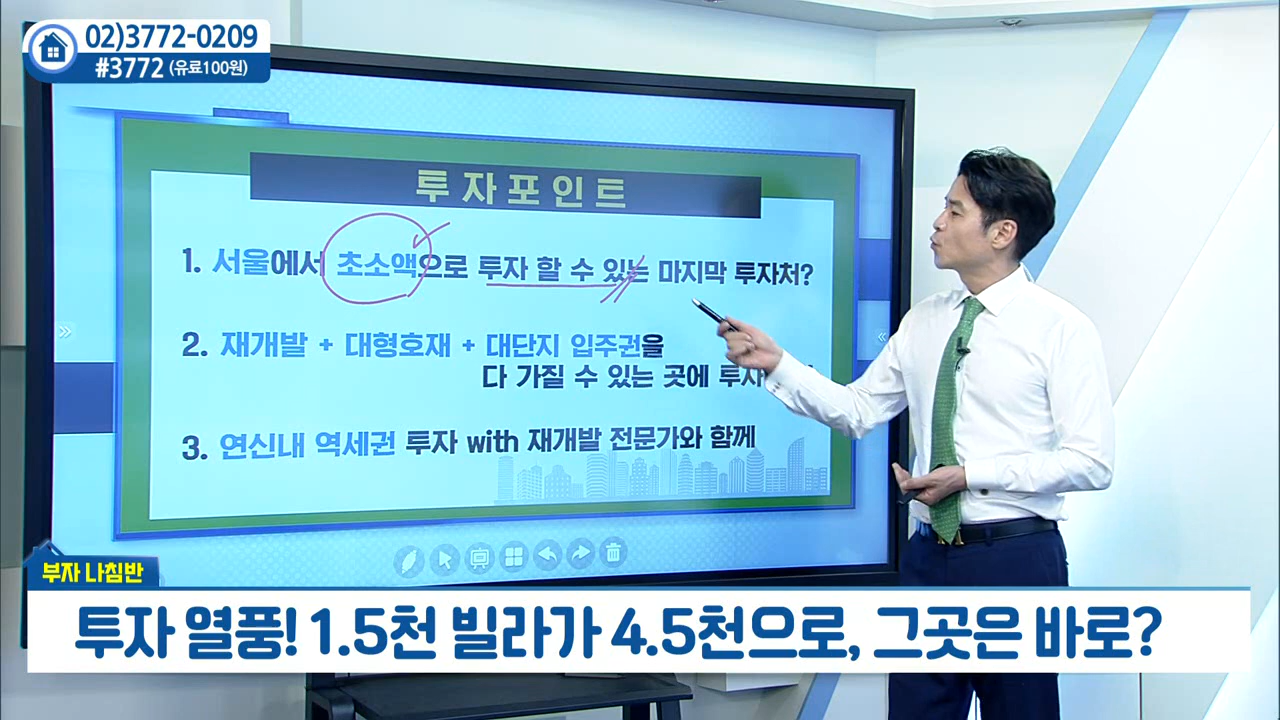 02)3772-0209
#3772 (유료100원)
투자포인트
1. 서울에서 초소액으로 투자 할 수 있는 마지막 투자처?
2. 재개발 + 대형호재 + 대단지 입주권을
다 가질 수 있는 곳에
3. 연신내 역세권 투자 with 재개발 전문가와 함께
부자 나침반
투자 열풍! 1.5천 빌라가 4.5천으로, 그곳은 바로?